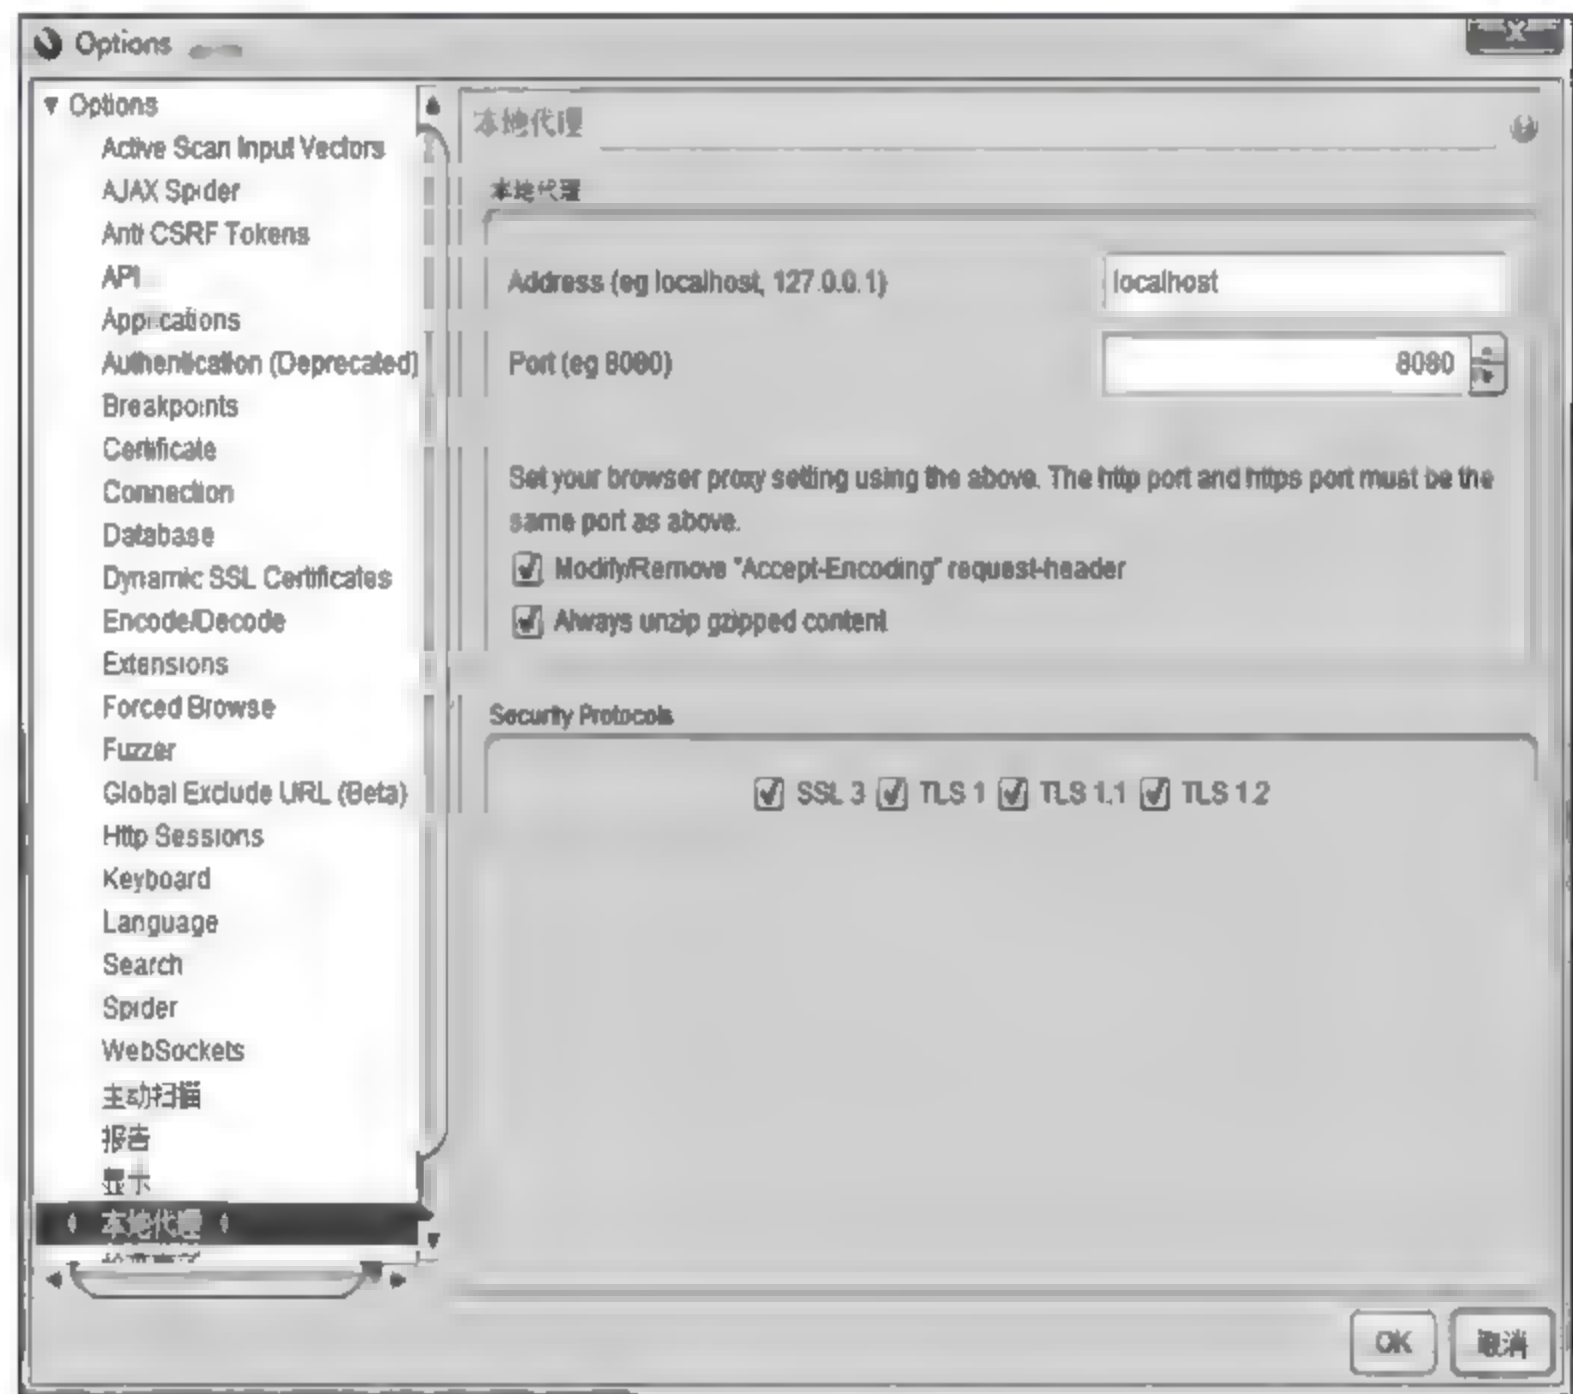 Options
Options
Active Scan Input Vectors
AJAX Spider
Anti CSRF Tokens
API
Applications
Authentication (Deprecated)
Breakpoints
Certificate
Connection
Database
Dynamic SSL Certificates
Encode/Decode
Extensions
Forced Browse
Fuzzer
Global Exclude URL (Beta)
Http Sessions
Keyboard
Language
Search
Spider
WebSockets
主动扫描
报告
显示
本地代理
本地代理
本地代理
Address (eg localhost, 127.0.0.1)
localhost
Port (eg 8080)
8080
Set your browser proxy setting using the above. The http port and https port must be the
same port as above.
Modify/Remove "Accept-Encoding" request-header
Always unzip gzipped content
Security Protocols
SSL 3 TLS 1 TLS 1.1 TLS 1.2
OK
取消